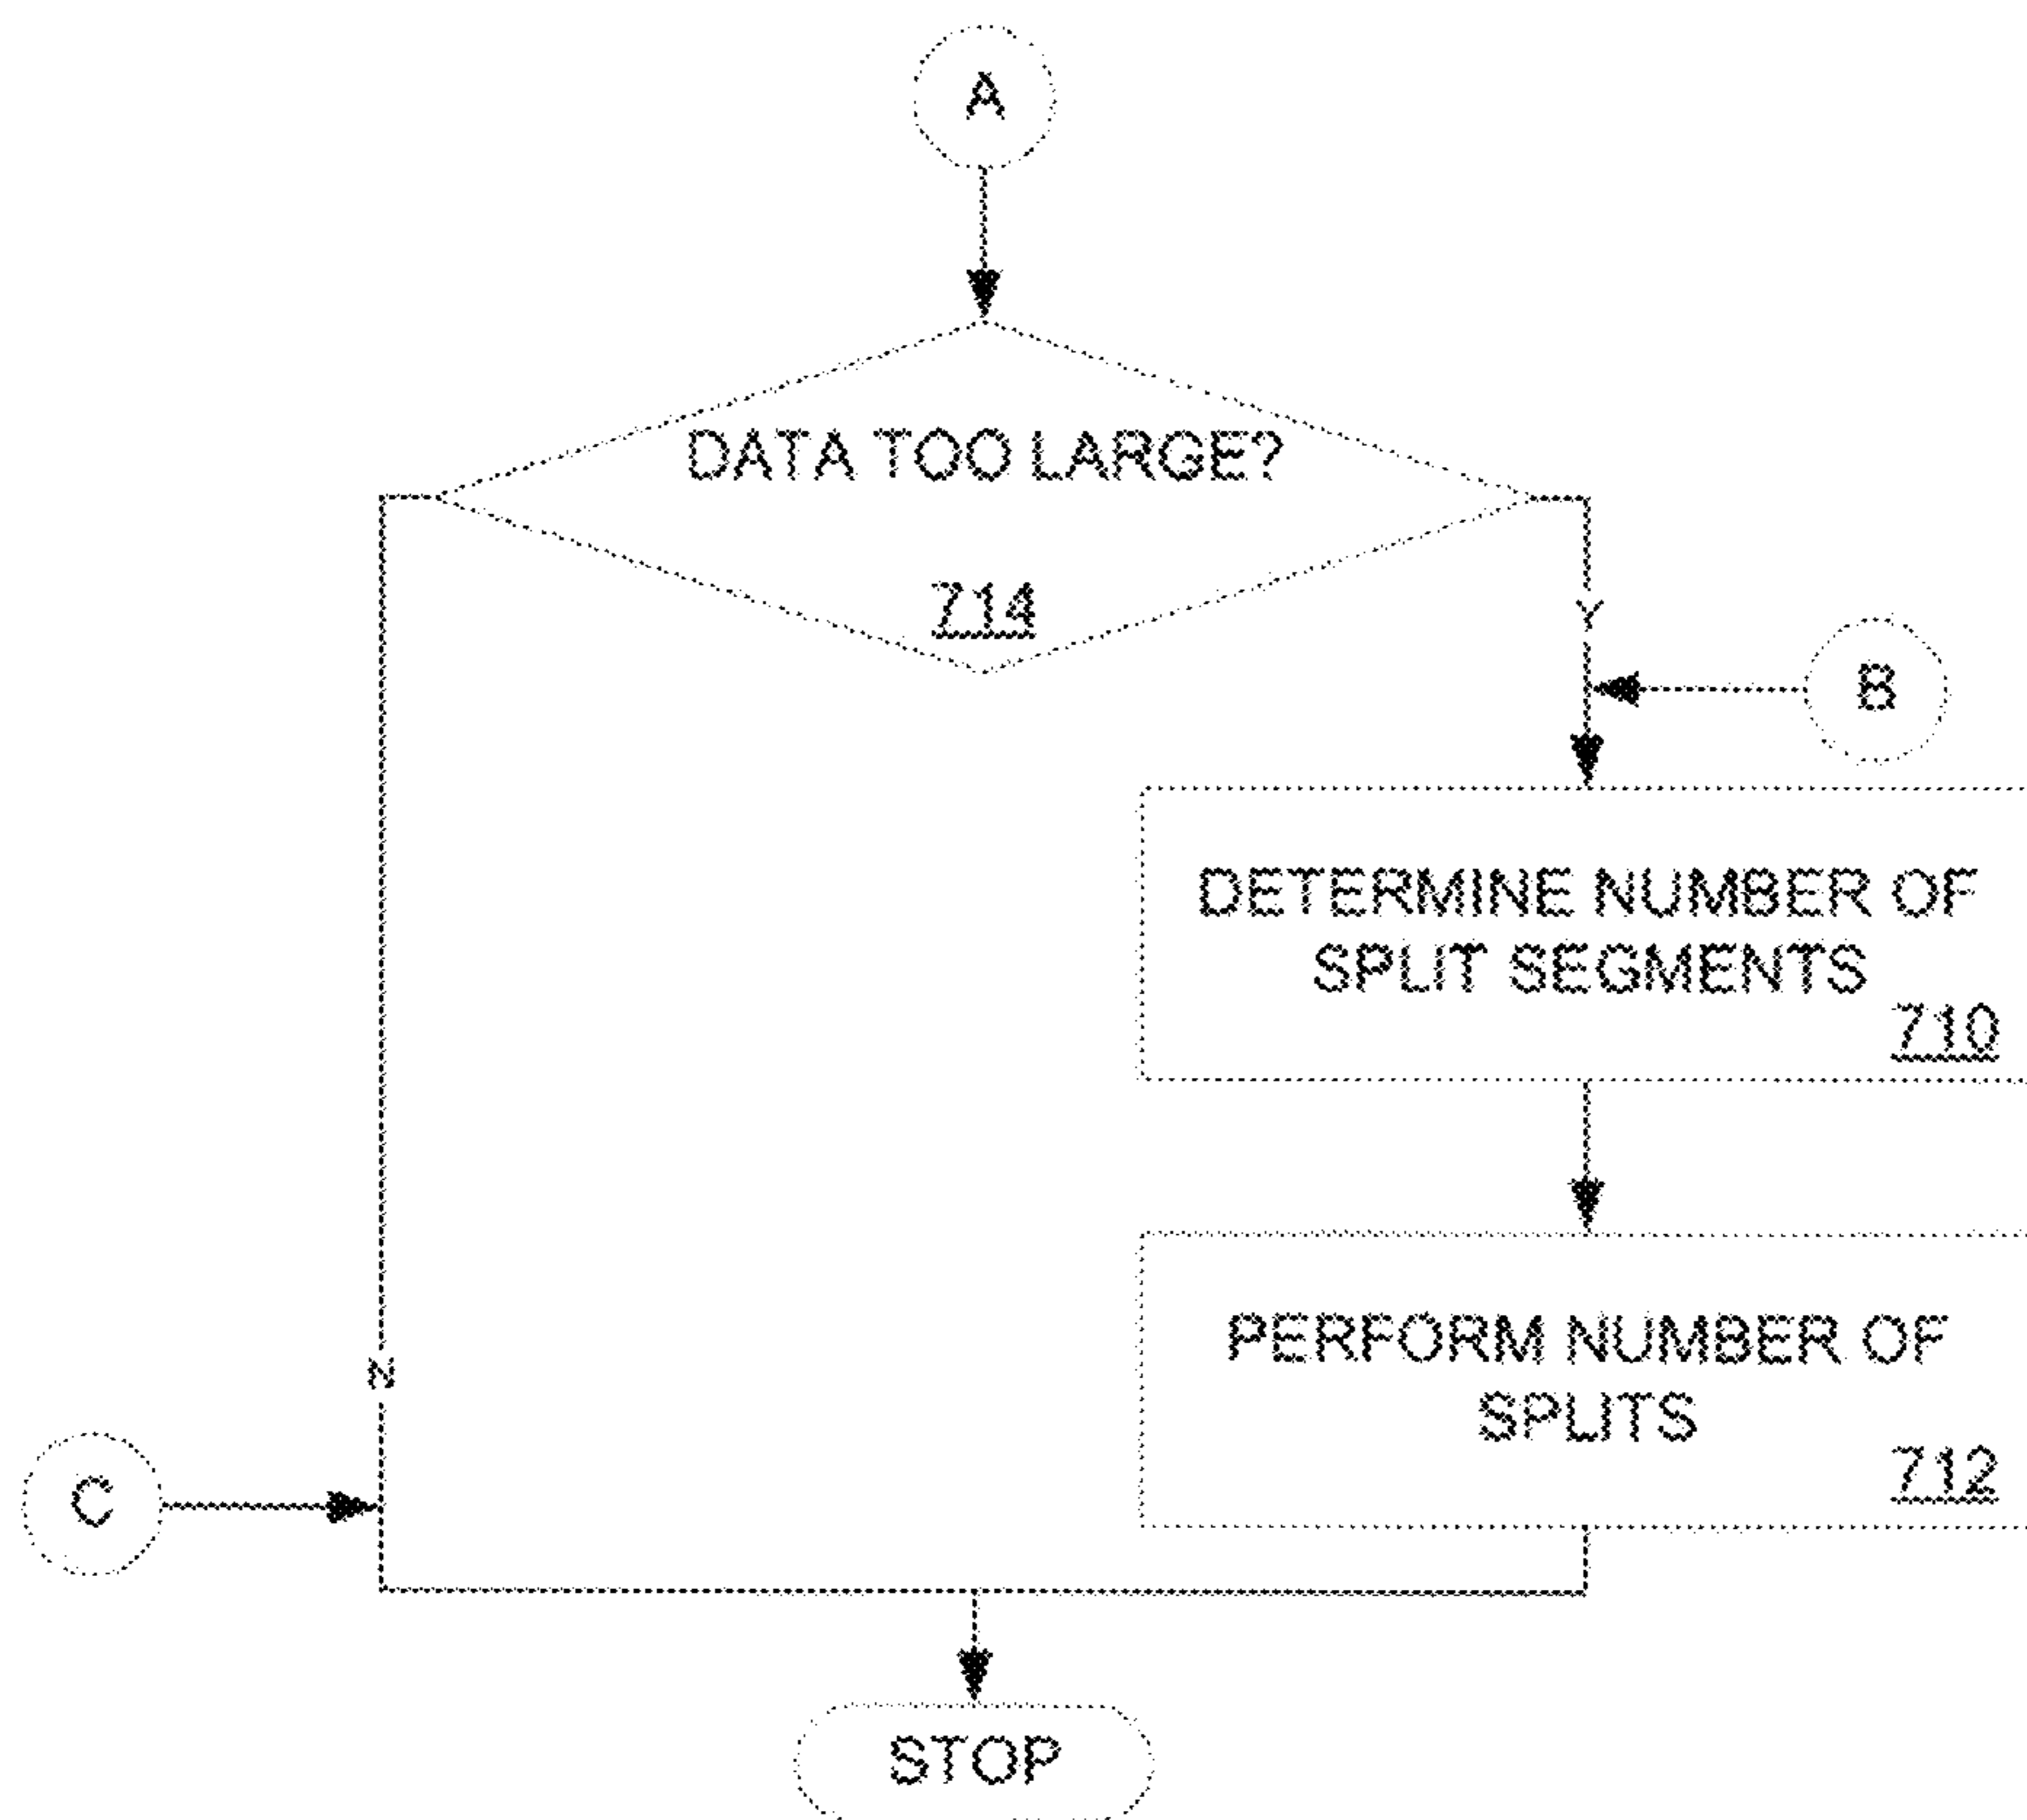 A
DATA TOO LARGE?
714
Y
B
DETERMINE NUMBER OF
SPLIT SEGMENTS
710
PERFORM NUMBER OF
SPLITS
712
N
C
STOP